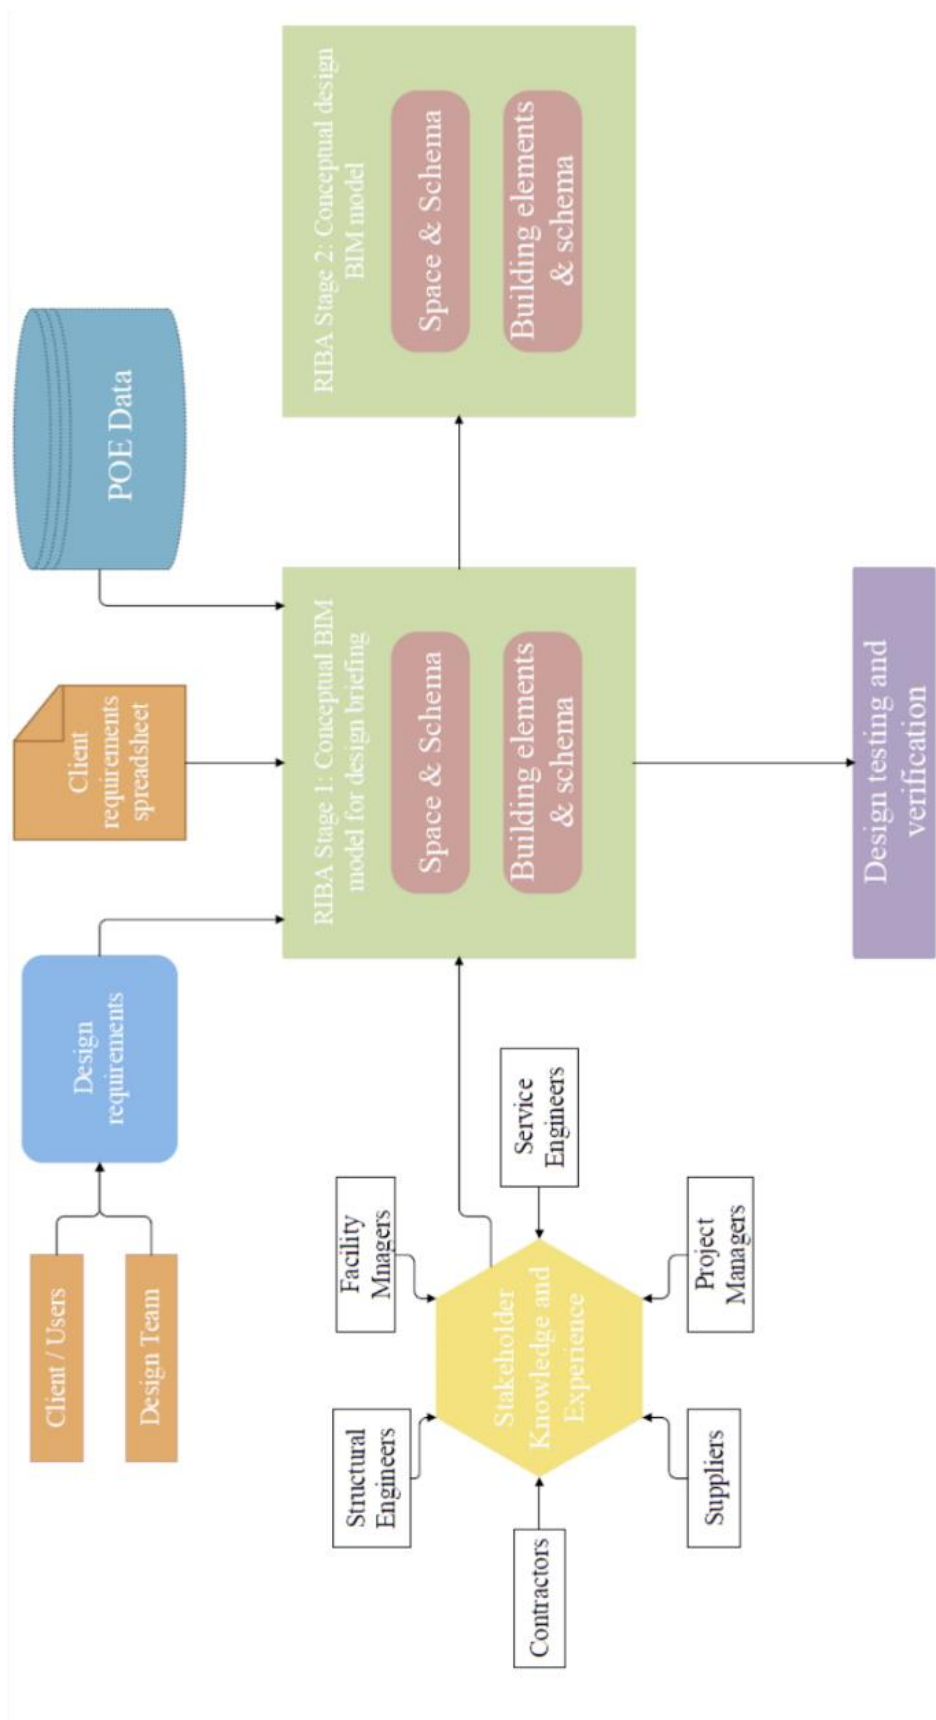 Client / Users
Design Team
Design
requirements
Client
requirements
spreadsheet
POE Data
Structural
Engineers
Facility
Mnagers
Contractors
Stakeholder
Knowledge and
Experience
Service
Engineers
Suppliers
Project
Managers
RIBA Stage 1: Conceptual BIM
model for design briefing
Space & Schema
Building elements
& schema
RIBA Stage 2: Conceptual design
BIM model
Space & Schema
Building elements
& schema
Design testing and
verification